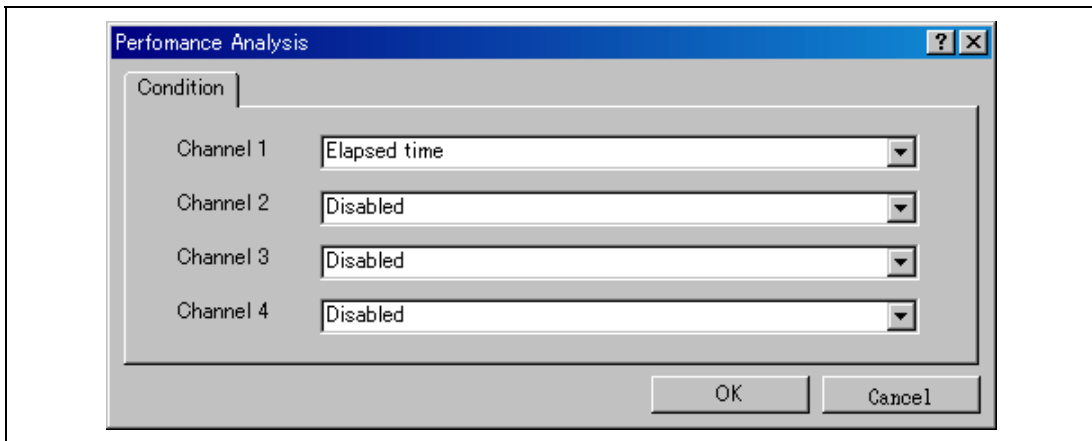 Perfomance Analysis
Condition
Channel 1 Elapsed time
Channel 2 Disabled
Channel 3 Disabled
Channel 4 Disabled
OK Cancel